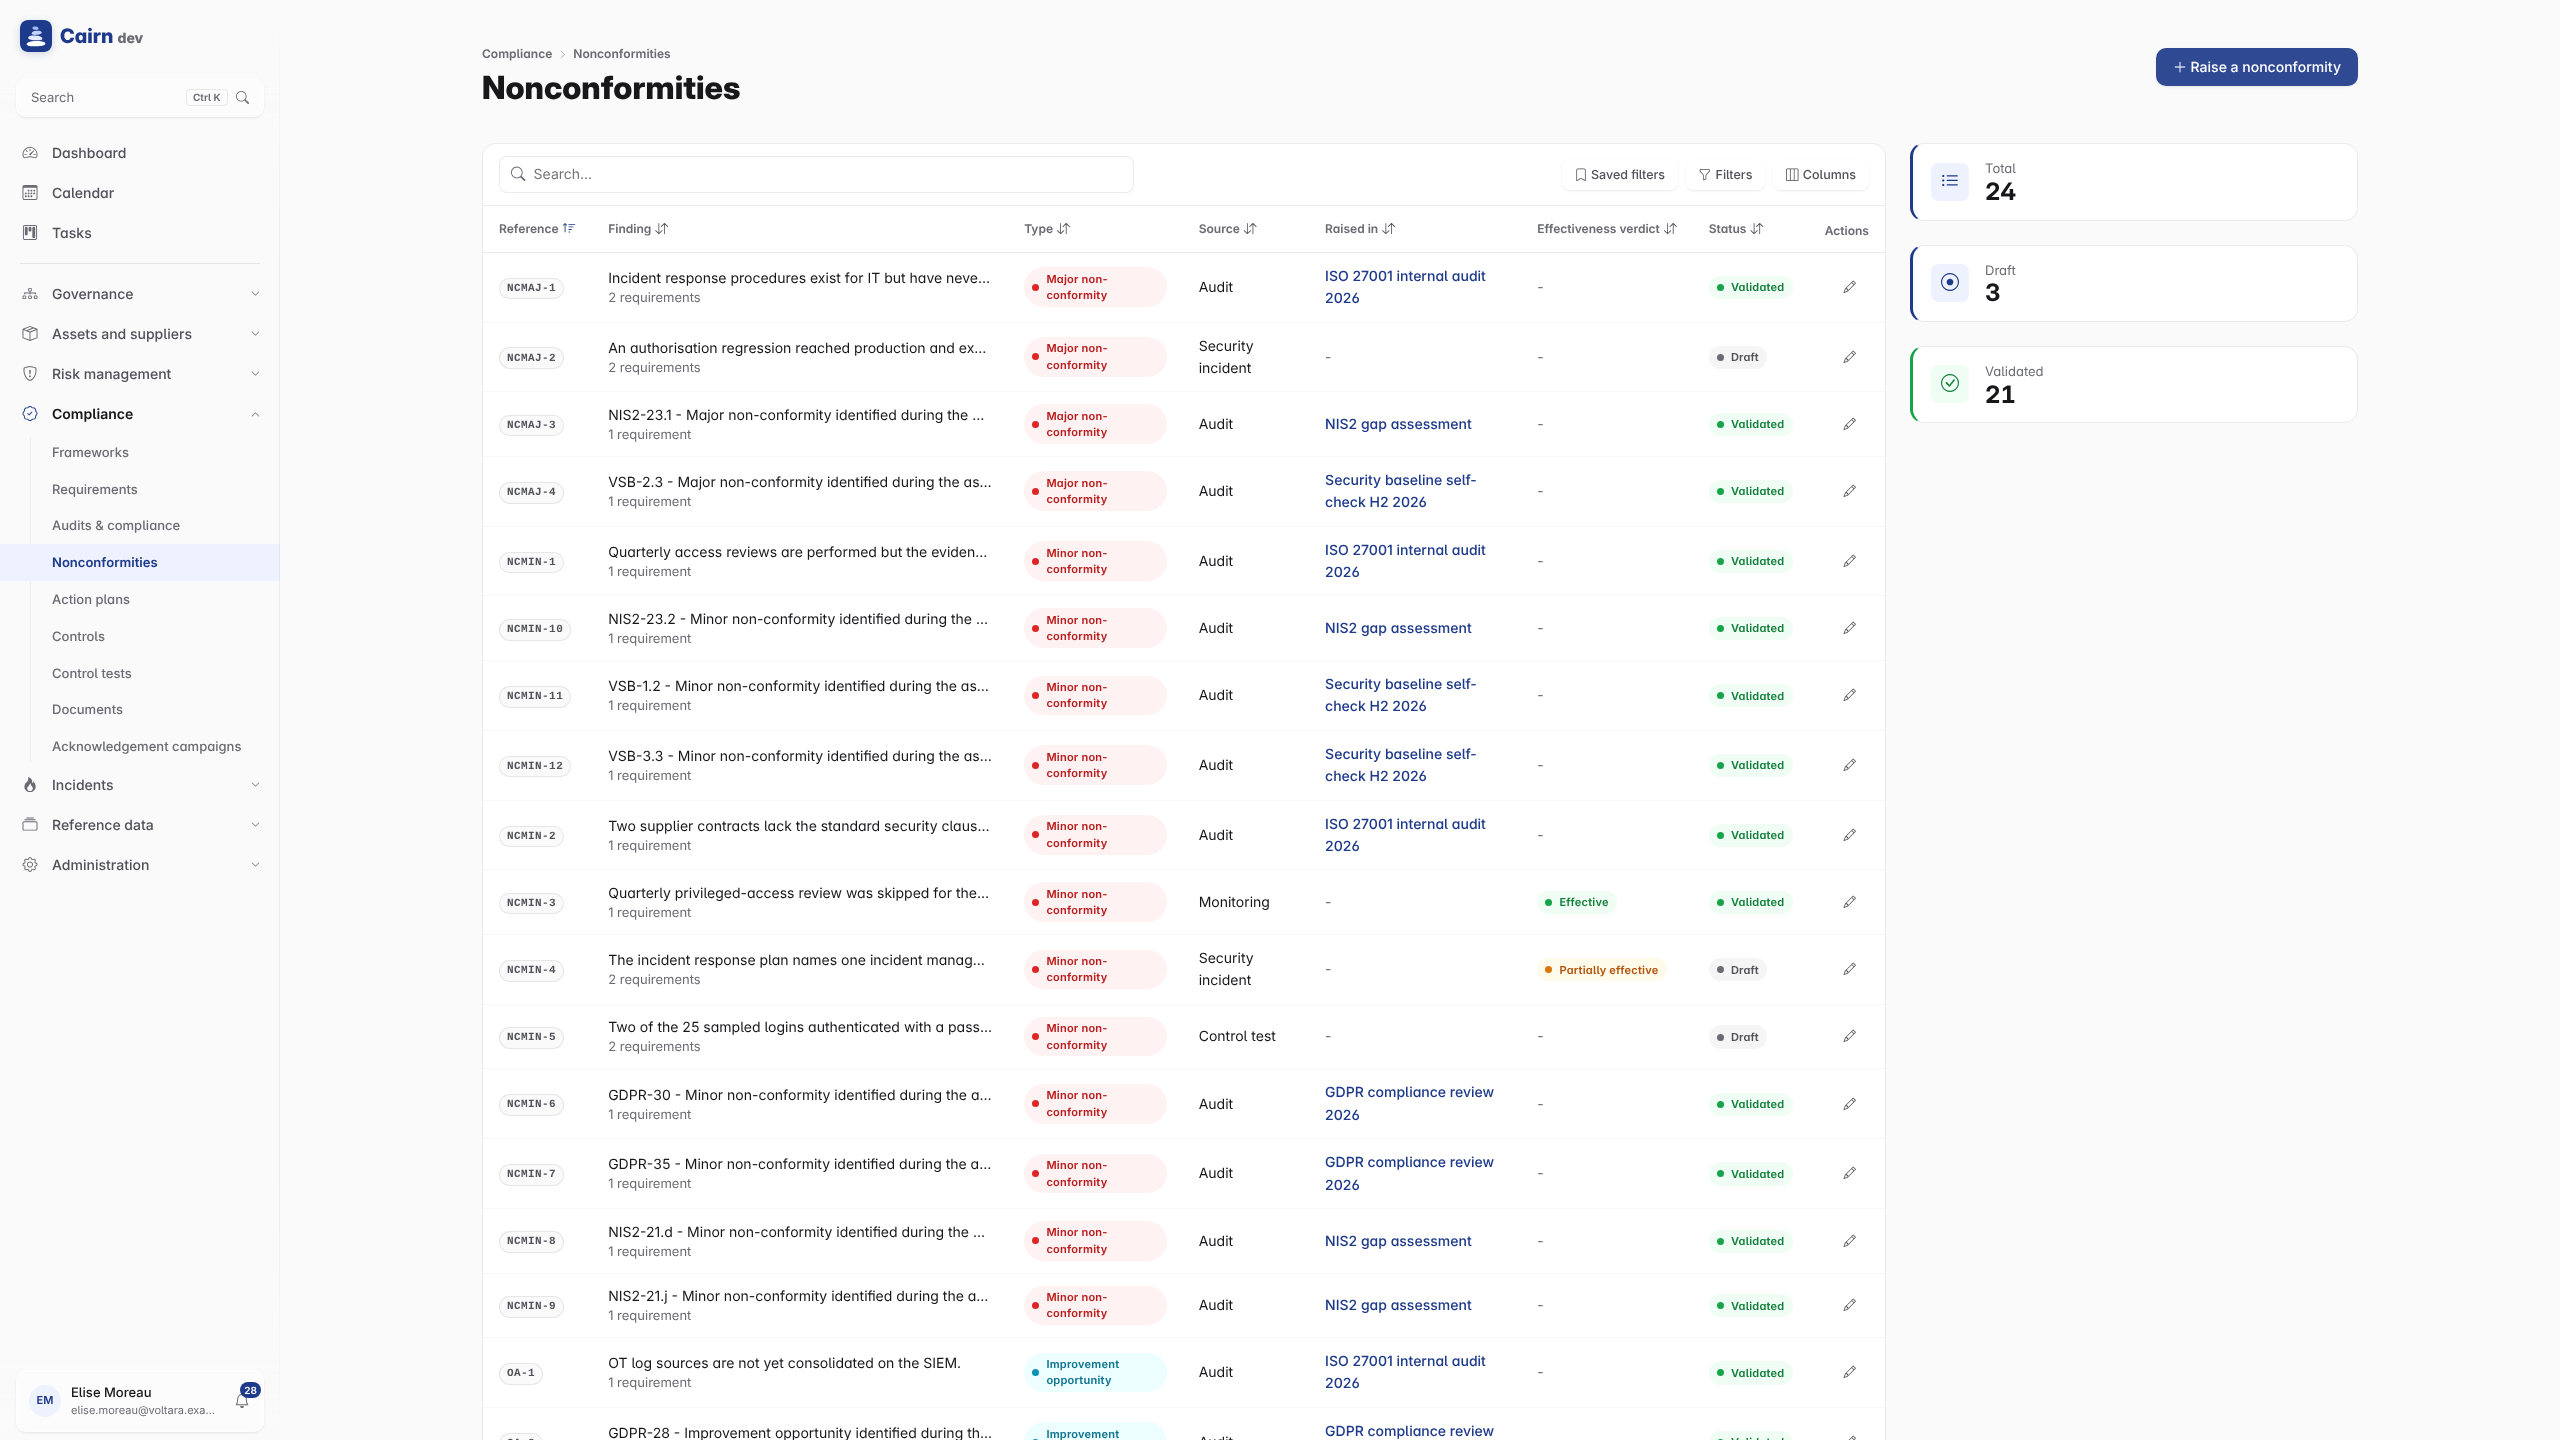 Cairn dev
Search Ctrl K
Dashboard
Calendar
Tasks
Governance
Assets and suppliers
Risk management
Compliance
Frameworks
Requirements
Audits & compliance
Nonconformities
Action plans
Controls
Control tests
Documents
Acknowledgement campaigns
Incidents
Reference data
Administration
EM
Elise Moreau
elise.moreau@voltara.exa...
28
Compliance > Nonconformities
Nonconformities
+ Raise a nonconformity
Search...
Saved filters Filters Columns
Reference Finding Type Source Raised in Effectiveness verdict Status Actions
NCMAJ-1 Incident response procedures exist for IT but have neve... Major non- Audit ISO 27001 internal audit - Validated
2 requirements conformity 2026
NCMAJ-2 An authorisation regression reached production and ex... Major non- Security - - Draft
2 requirements conformity incident
NCMAJ-3 NIS2-23.1 - Major non-conformity identified during the ... Major non- Audit NIS2 gap assessment - Validated
1 requirement conformity
NCMAJ-4 VSB-2.3 - Major non-conformity identified during the as... Major non- Audit Security baseline self- - Validated
1 requirement conformity check H2 2026
NCMIN-1 Quarterly access reviews are performed but the eviden... Minor non- Audit ISO 27001 internal audit - Validated
1 requirement conformity 2026
NCMIN-10 NIS2-23.2 - Minor non-conformity identified during the ... Minor non- Audit NIS2 gap assessment - Validated
1 requirement conformity
NCMIN-11 VSB-1.2 - Minor non-conformity identified during the as... Minor non- Audit Security baseline self- - Validated
1 requirement conformity check H2 2026
NCMIN-12 VSB-3.3 - Minor non-conformity identified during the as... Minor non- Audit Security baseline self- - Validated
1 requirement conformity check H2 2026
NCMIN-2 Two supplier contracts lack the standard security claus... Minor non- Audit ISO 27001 internal audit - Validated
1 requirement conformity 2026
NCMIN-3 Quarterly privileged-access review was skipped for the... Minor non- Monitoring - Effective Validated
1 requirement conformity
NCMIN-4 The incident response plan names one incident manag... Minor non- Security - Partially effective Draft
2 requirements conformity incident
NCMIN-5 Two of the 25 sampled logins authenticated with a pass... Minor non- Control test - - Draft
2 requirements conformity
NCMIN-6 GDPR-30 - Minor non-conformity identified during the a... Minor non- Audit GDPR compliance review - Validated
1 requirement conformity 2026
NCMIN-7 GDPR-35 - Minor non-conformity identified during the a... Minor non- Audit GDPR compliance review - Validated
1 requirement conformity 2026
NCMIN-8 NIS2-21.d - Minor non-conformity identified during the ... Minor non- Audit NIS2 gap assessment - Validated
1 requirement conformity
NCMIN-9 NIS2-21.j - Minor non-conformity identified during the a... Minor non- Audit NIS2 gap assessment - Validated
1 requirement conformity
OA-1 OT log sources are not yet consolidated on the SIEM. Improvement Audit ISO 27001 internal audit - Validated
1 requirement opportunity 2026
GDPR-28 - Improvement opportunity identified during th... Improvement GDPR compliance review
Total
24
Draft
3
Validated
21